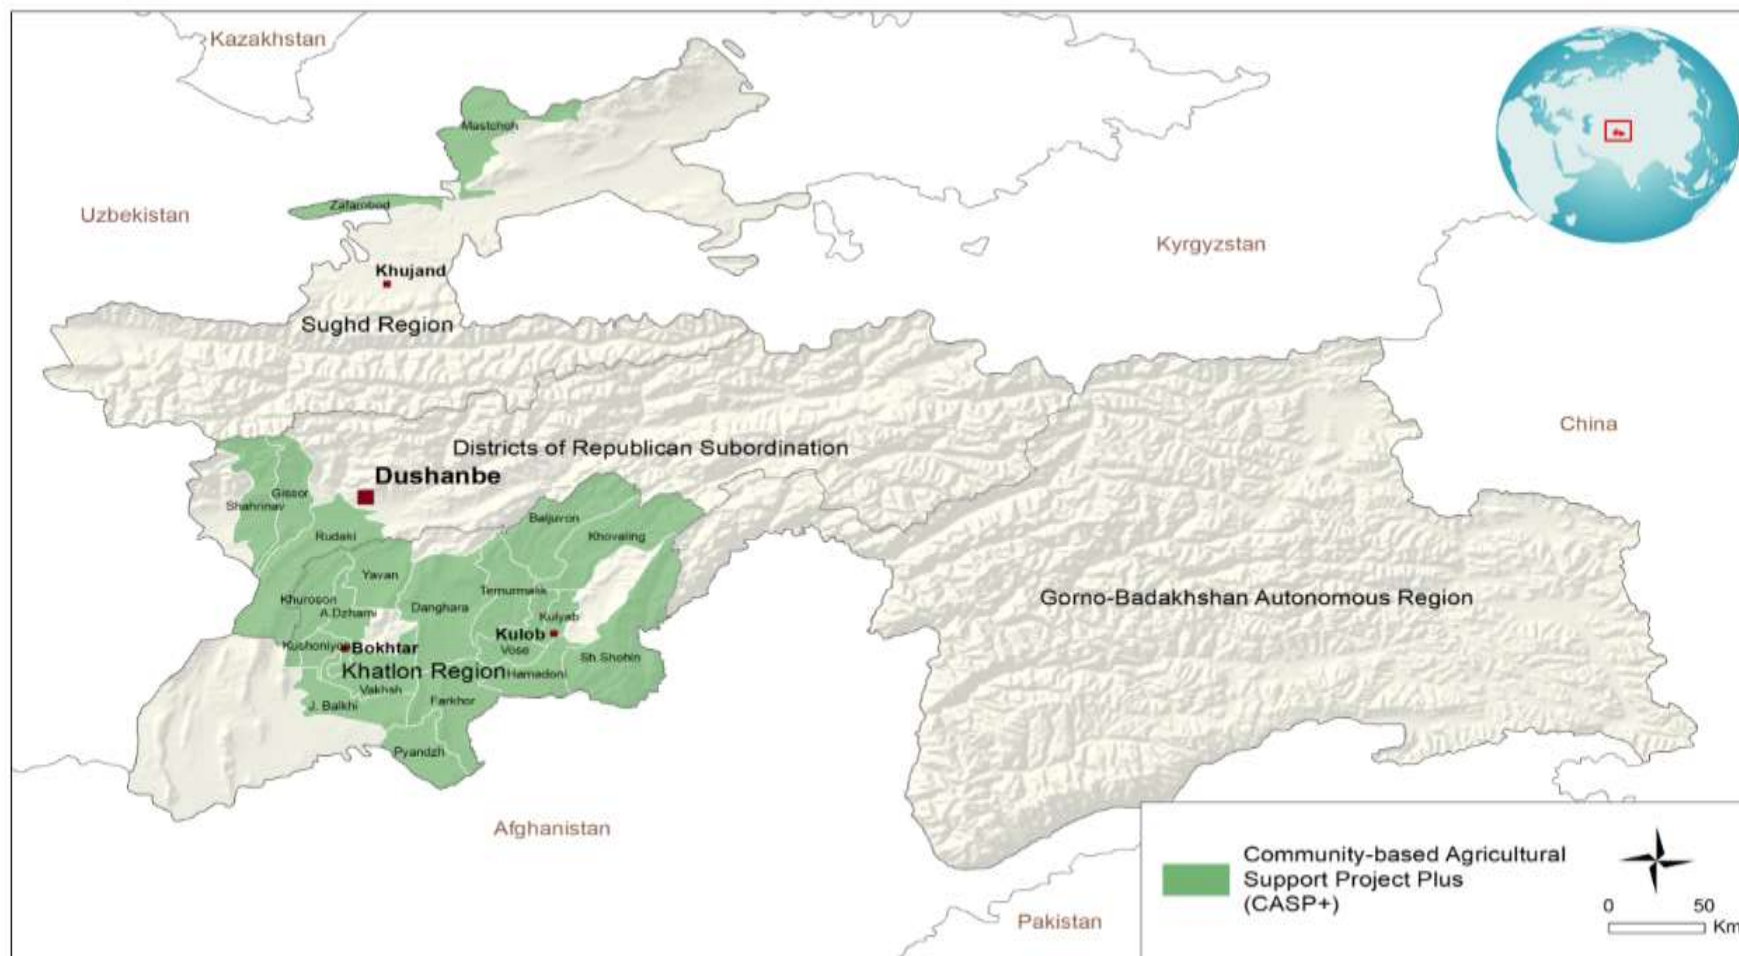 Kazakhstan
Mastchoh
Uzbekistan
Zafarobod
Kyrgyzstan
Khujand
Sughd Region
China
Districts of Republican Subordination
Dushanbe
Gissor
Shahrinav
Baljuvon
Rudaki
Khovaling
Yavan
Temurmalik
Khuroson
Danghara
Gorno-Badakhshan Autonomous Region
A.Dzhami
Kulyab
Kulob
Kushoniyon
Bokhtar
Vose
Sh.Shohin
Khatlon Region
Hamadoni
Vakhsh
Farkhor
J. Balkhi
Pyandzh
Afghanistan
Pakistan
Community-based Agricultural
Support Project Plus
(CASP+)
0 50
Km